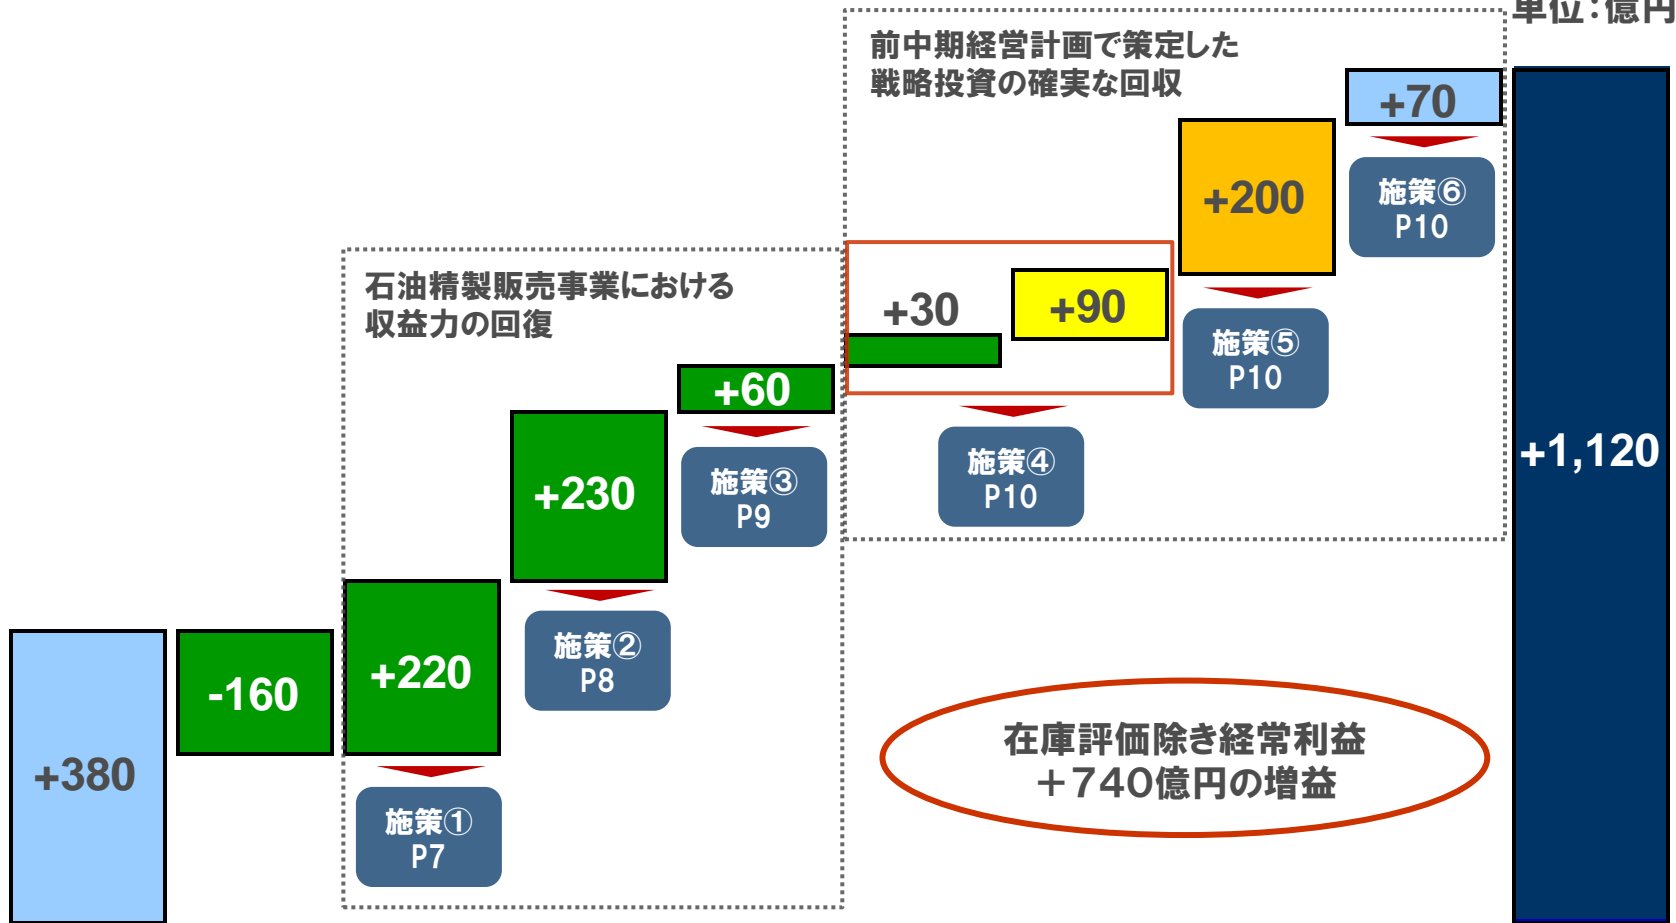 単位：億円
前中期経営計画で策定した
戦略投資の確実な回収
+70
施策⑥
P10
+200
施策⑤
P10
+30
+90
施策④
P10
石油精製販売事業における
収益力の回復
+60
施策③
P9
+230
施策②
P8
+220
施策①
P7
-160
+380
+1,120
在庫評価除き経常利益
＋７４０億円の増益